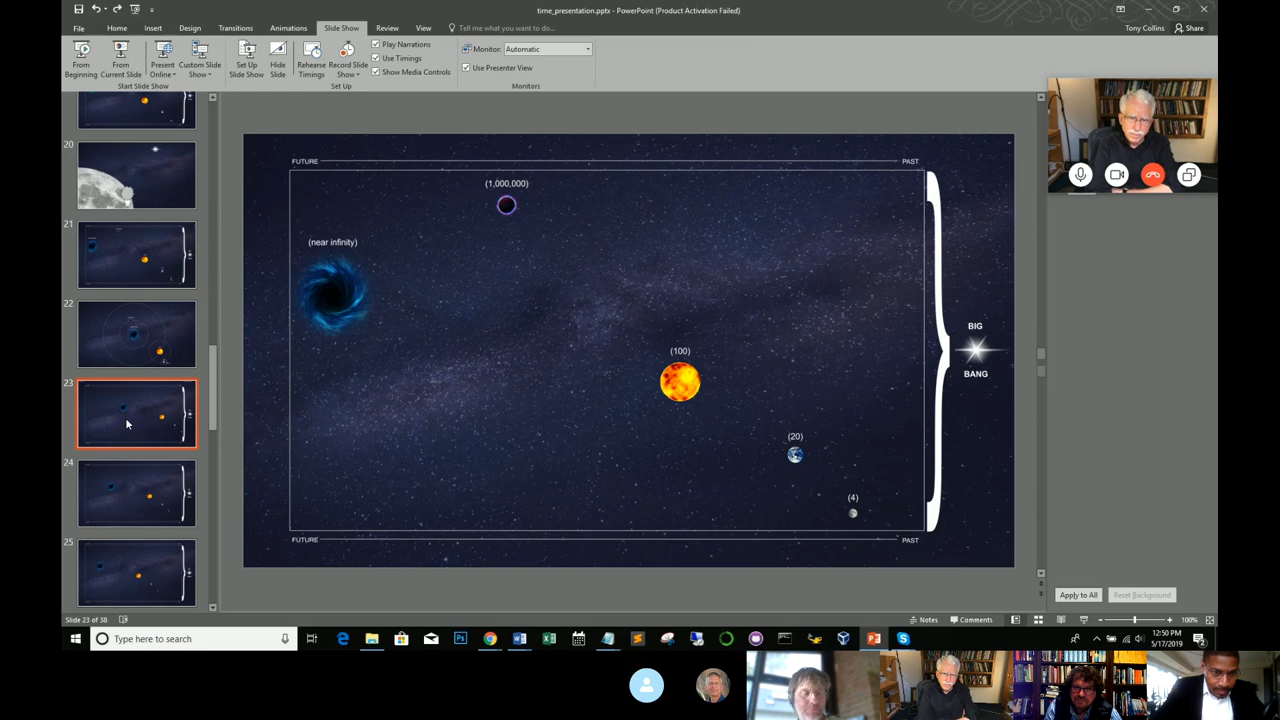 time_presentation.pptx - PowerPoint (Product Activation Failed)
File Home Insert Design Transitions Animations Slide Show Review View Tell me what you want to do... Tony Collins Share
From Beginning
From Current Slide
Present Online
Custom Slide Show
Set Up Slide Show
Hide Slide
Rehearse Timings
Record Slide Show
Play Narrations
Use Timings
Show Media Controls
Monitor: Automatic
Use Presenter View
Start Slide Show Set Up Monitors
20
21
22
23
24
25
FUTURE PAST
(1,000,000)
(near infinity)
(100)
(20)
(4)
BIG
BANG
FUTURE PAST
Apply to All Reset Background
Slide 23 of 38 Notes Comments 100%
Type here to search
12:50 PM
5/17/2019